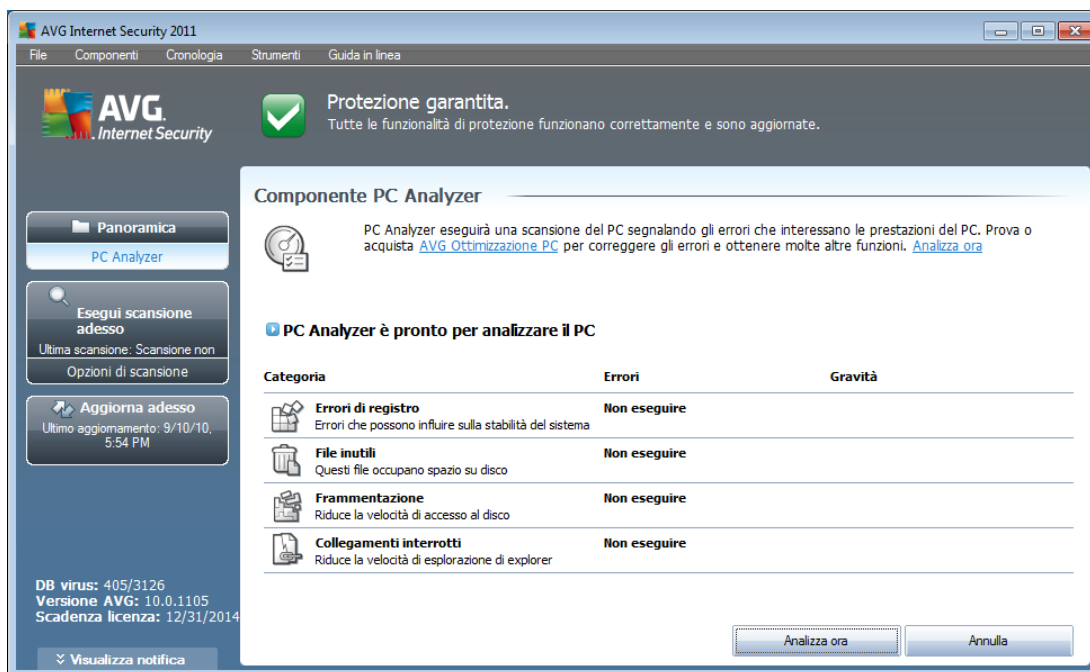 AVG Internet Security 2011
File Componenti Cronologia Strumenti Guida in linea
AVG.
Internet Security
Protezione garantita.
Tutte le funzionalità di protezione funzionano correttamente e sono aggiornate.
Panoramica
PC Analyzer
Esegui scansione
adesso
Ultima scansione: Scansione non
Opzioni di scansione
Aggiorna adesso
Ultimo aggiornamento: 9/10/10,
5:54 PM
DB virus: 405/3126
Versione AVG: 10.0.1105
Scadenza licenza: 12/31/2014
Visualizza notifica
Componente PC Analyzer
PC Analyzer eseguirà una scansione del PC segnalando gli errori che interessano le prestazioni del PC. Prova o
acquista AVG Ottimizzazione PC per correggere gli errori e ottenere molte altre funzioni. Analizza ora
PC Analyzer è pronto per analizzare il PC
Categoria Errori Gravità
Errori di registro Non eseguire
Errori che possono influire sulla stabilità del sistema
File inutili Non eseguire
Questi file occupano spazio su disco
Frammentazione Non eseguire
Riduce la velocità di accesso al disco
Collegamenti interrotti Non eseguire
Riduce la velocità di esplorazione di explorer
Analizza ora Annulla